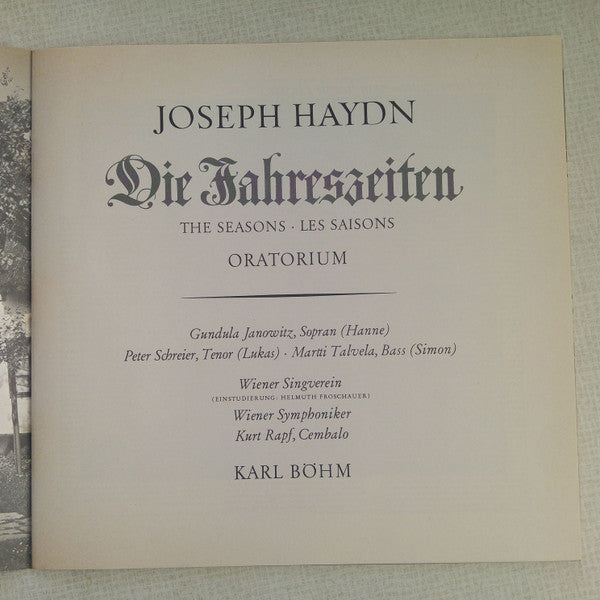 JOSEPH HAYDN
Die Jahreszeiten
THE SEASONS · LES SAISONS
ORATORIUM
Gundula Janowitz, Sopran (Hanne)
Peter Schreier, Tenor (Lukas) · Martti Talvela, Bass (Simon)
Wiener Singverein
(EINSTUDIERUNG: HELMUTH FROSCHAUER)
Wiener Symphoniker
Kurt Rapf, Cembalo
KARL BÖHM